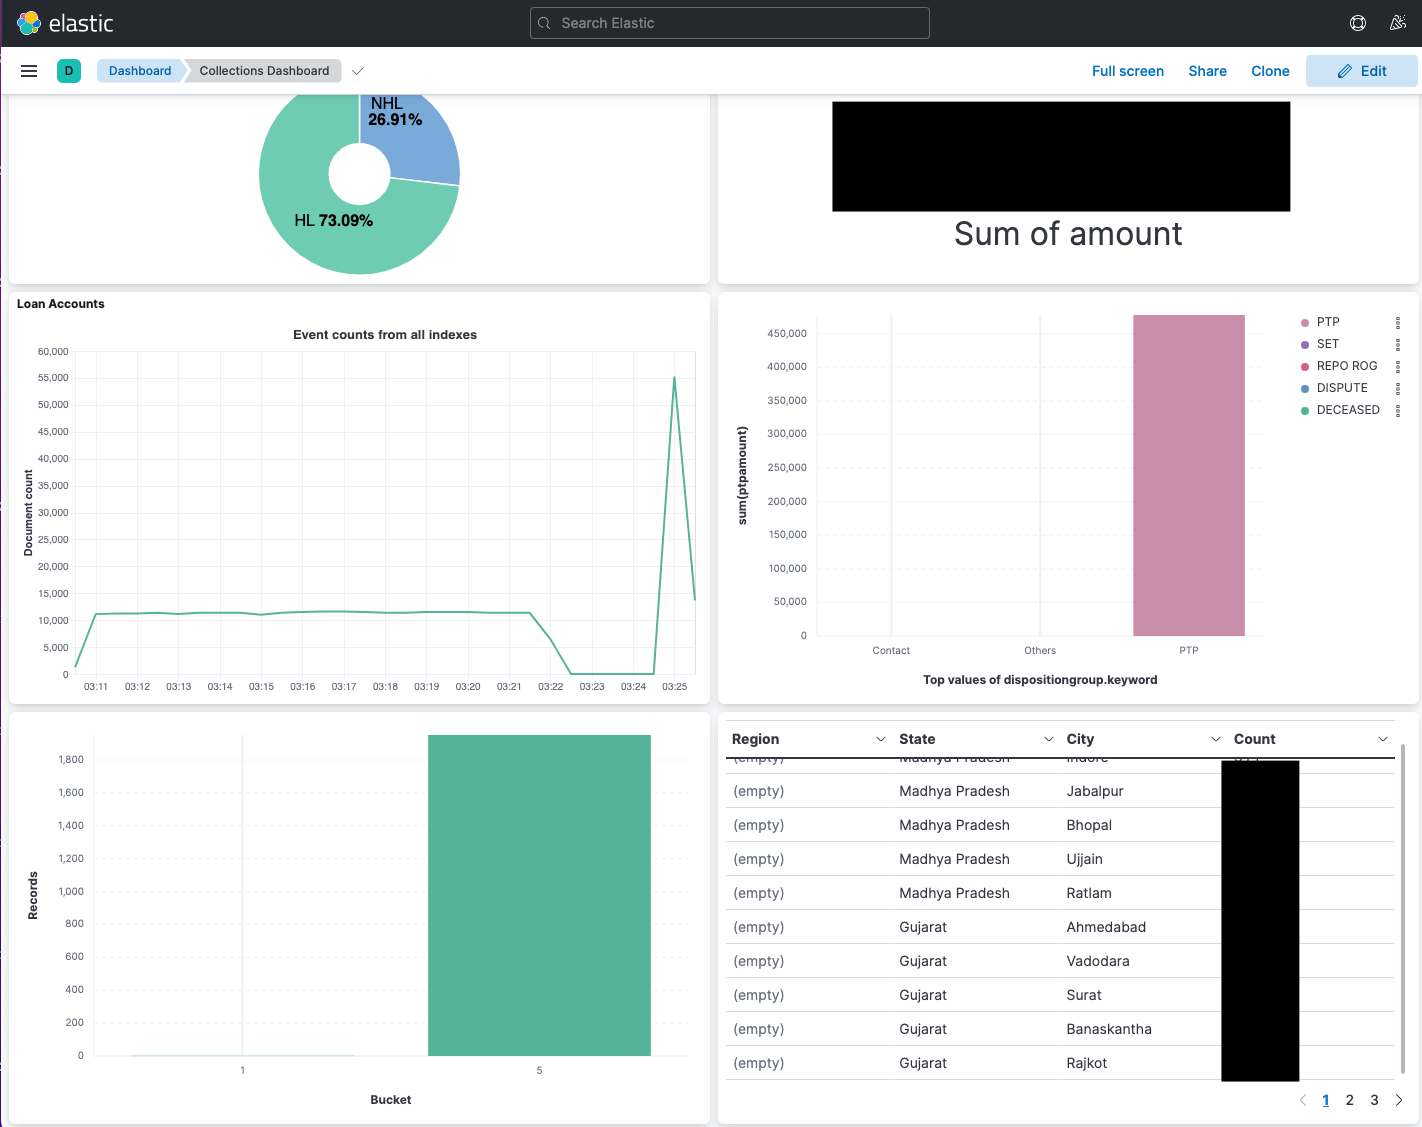 elastic
Search Elastic
D
Dashboard
Collections Dashboard
Full screen
Share
Clone
Edit
NHL
26.91%
HL 73.09%
Sum of amount
Loan Accounts
Event counts from all indexes
Document count
60,000
55,000
50,000
45,000
40,000
35,000
30,000
25,000
20,000
15,000
10,000
5,000
0
03:11 03:12 03:13 03:14 03:15 03:16 03:17 03:18 03:19 03:20 03:21 03:22 03:23 03:24 03:25
sum(ptpamount)
450,000
400,000
350,000
300,000
250,000
200,000
150,000
100,000
50,000
0
Contact Others PTP
Top values of dispositiongroup.keyword
PTP
SET
REPO ROG
DISPUTE
DECEASED
Records
1,800
1,600
1,400
1,200
1,000
800
600
400
200
0
1 5
Bucket
Region State City Count
(empty) Madhya Pradesh Indore
(empty) Madhya Pradesh Jabalpur
(empty) Madhya Pradesh Bhopal
(empty) Madhya Pradesh Ujjain
(empty) Madhya Pradesh Ratlam
(empty) Gujarat Ahmedabad
(empty) Gujarat Vadodara
(empty) Gujarat Surat
(empty) Gujarat Banaskantha
(empty) Gujarat Rajkot
1 2 3